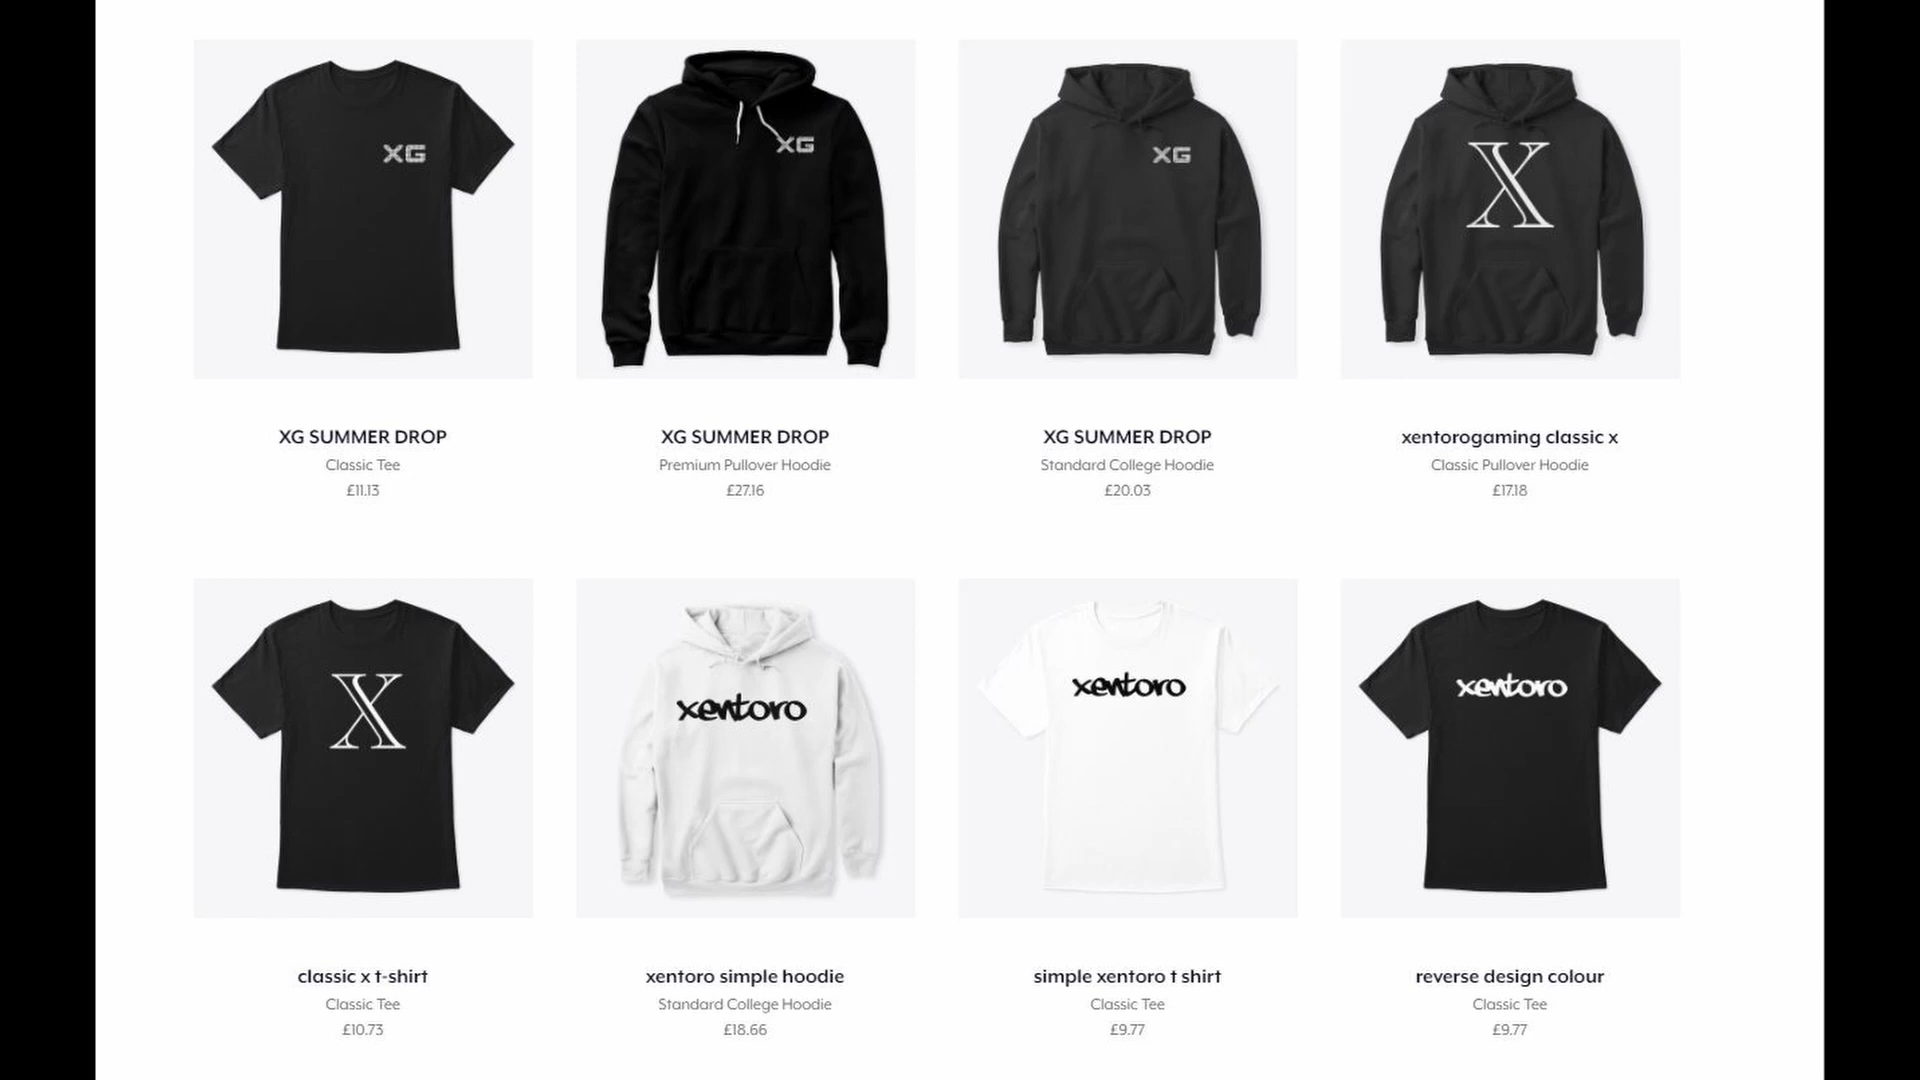 XG
XG
XG
X
XG SUMMER DROP
Classic Tee
£11.13
XG SUMMER DROP
Premium Pullover Hoodie
£27.16
XG SUMMER DROP
Standard College Hoodie
£20.03
xentorogaming classic x
Classic Pullover Hoodie
£17.18
X
xentoro
xentoro
xentoro
classic x t-shirt
Classic Tee
£10.73
xentoro simple hoodie
Standard College Hoodie
£18.66
simple xentoro t shirt
Classic Tee
£9.77
reverse design colour
Classic Tee
£9.77